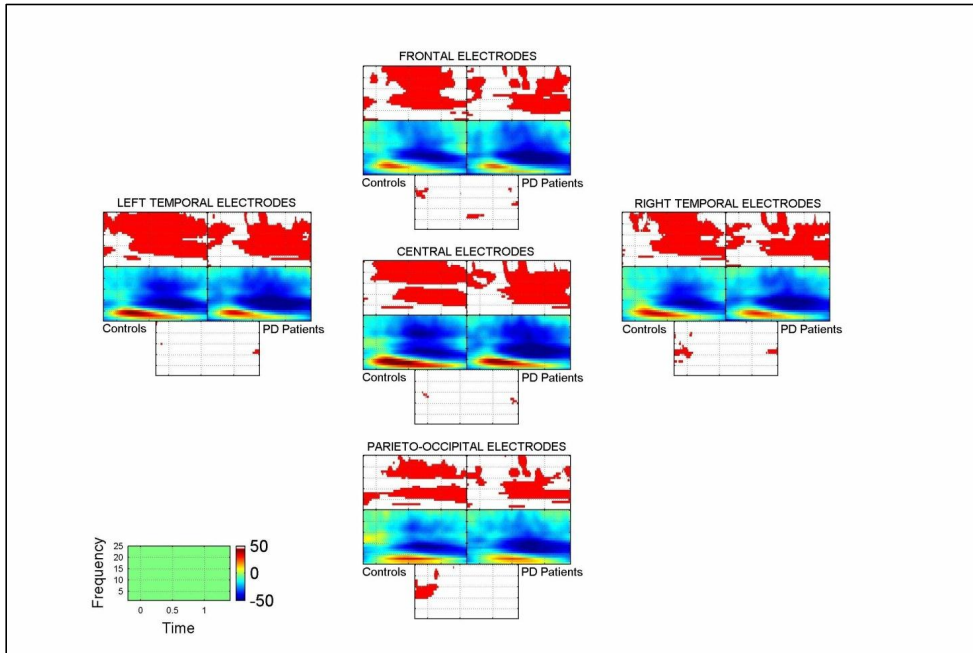 FRONTAL ELECTRODES
Controls PD Patients
LEFT TEMPORAL ELECTRODES
Controls PD Patients
RIGHT TEMPORAL ELECTRODES
Controls PD Patients
CENTRAL ELECTRODES
Controls PD Patients
PARIETO-OCCIPITAL ELECTRODES
Controls PD Patients
Frequency
25
20
15
10
5
0 0.5 1
Time
50
0
-50